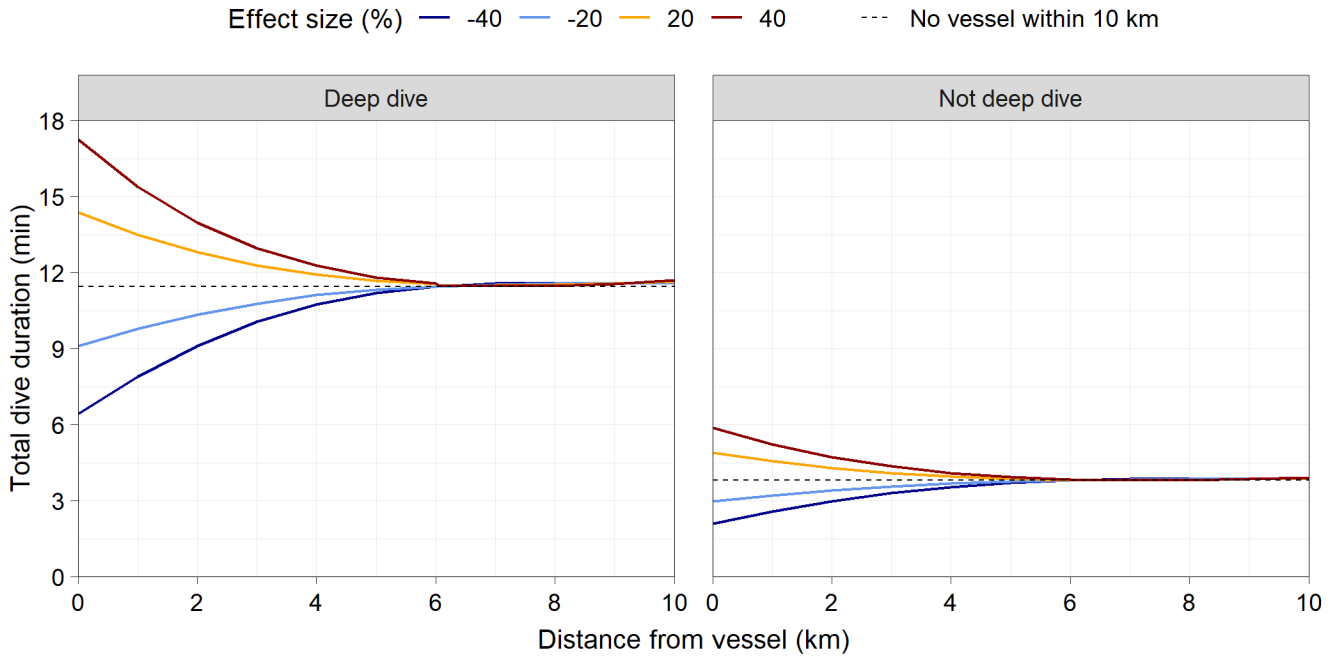 Effect size (%) -40 -20 20 40 No vessel within 10 km
Deep dive Not deep dive
Total dive duration (min)
18
15
12
9
6
3
0
0 2 4 6 8 10 0 2 4 6 8 10
Distance from vessel (km)